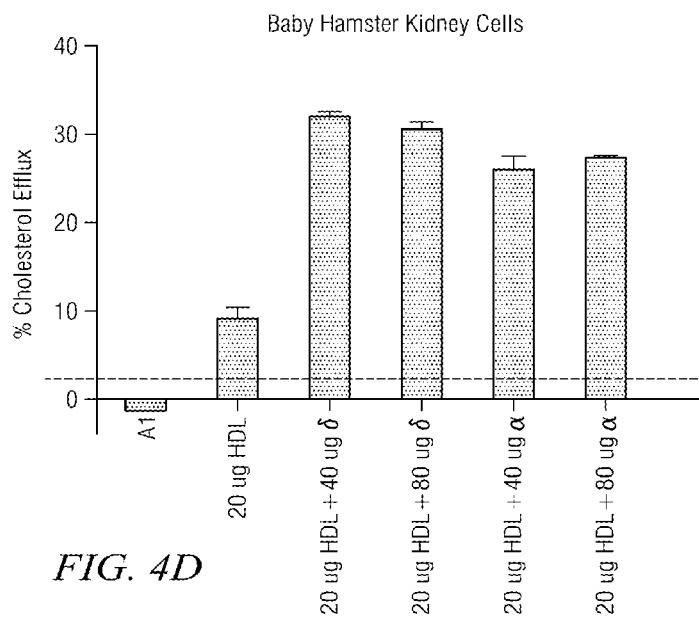 Baby Hamster Kidney Cells
% Cholesterol Efflux
40
30
20
10
0
A1
20 ug HDL
20 ug HDL + 40 ug δ
20 ug HDL + 80 ug δ
20 ug HDL + 40 ug α
20 ug HDL + 80 ug α
FIG. 4D